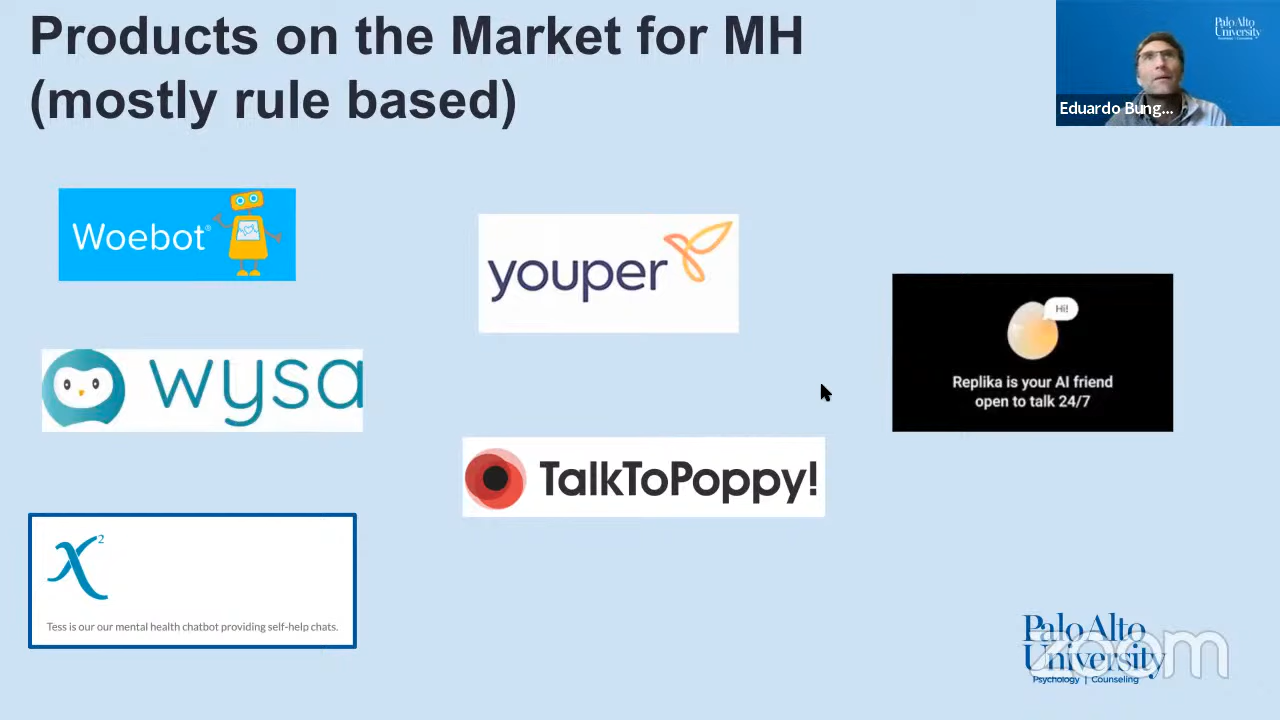 Products on the Market for MH
(mostly rule based)
Palo Alto
University
Eduardo Bung...
Woebot®
youper
Hi!
Replika is your AI friend
open to talk 24/7
wysa
TalkToPoppy!
X²
Tess is our our mental health chatbot providing self-help chats.
Palo Alto
University
Psychology | Counseling
zoom